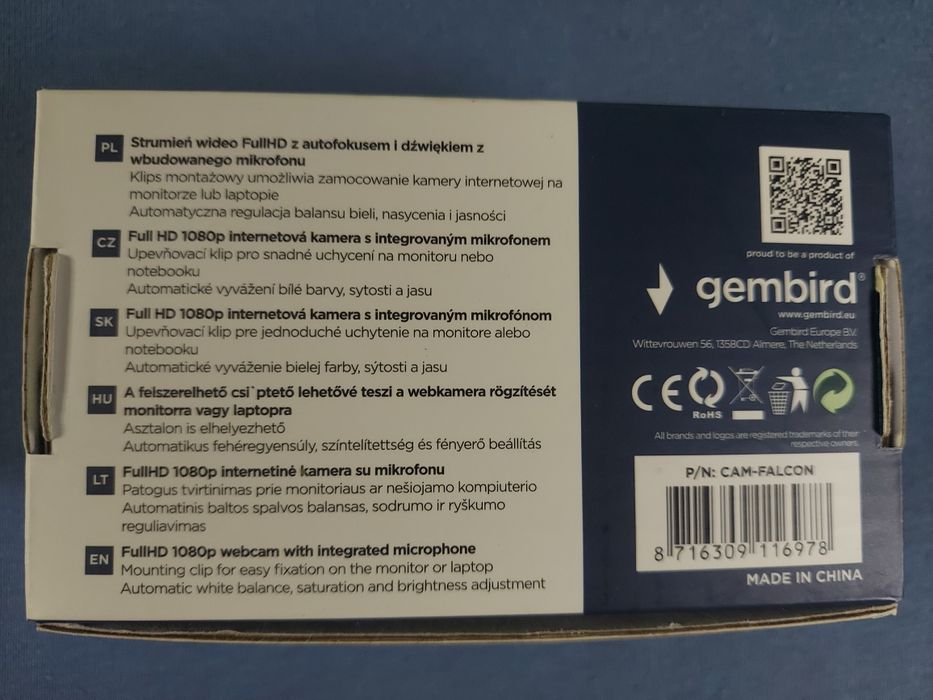 PL
Strumień wideo FullHD z autofokusem i dźwiękiem z
wbudowanego mikrofonu
Klips montażowy umożliwia zamocowanie kamery internetowej na
monitorze lub laptopie
Automatyczna regulacja balansu bieli, nasycenia i jasności
CZ
Full HD 1080p internetová kamera s integrovaným mikrofonem
Upevňovací klip pro snadné uchycení na monitoru nebo
notebooku
Automatické vyvážení bílé barvy, sytosti a jasu
SK
Full HD 1080p internetová kamera s integrovaným mikrofónom
Upevňovací klip pre jednoduché uchytenie na monitore alebo
notebooku
Automatické vyváženie bielej farby, sýtosti a jasu
HU
A felszerelhető csi`ptető lehetővé teszi a webkamera rögzítését
monitorra vagy laptopra
Asztalon is elhelyezhető
Automatikus fehéregyensúly, színtelítettség és fényerő beállítás
LT
FullHD 1080p internetinė kamera su mikrofonu
Patogus tvirtinimas prie monitoriaus ar nešiojamo kompiuterio
Automatinis baltos spalvos balansas, sodrumo ir ryškumo
reguliavimas
EN
FullHD 1080p webcam with integrated microphone
Mounting clip for easy fixation on the monitor or laptop
Automatic white balance, saturation and brightness adjustment
proud to be a product of
gembird®
www.gembird.eu
Gembird Europe B.V.
Wittevrouwen 56, 1358CD Almere, The Netherlands
CE
RoHS
All brands and logos are registered trademarks of their
respective owners
P/N: CAM-FALCON
8 716309 116978
MADE IN CHINA